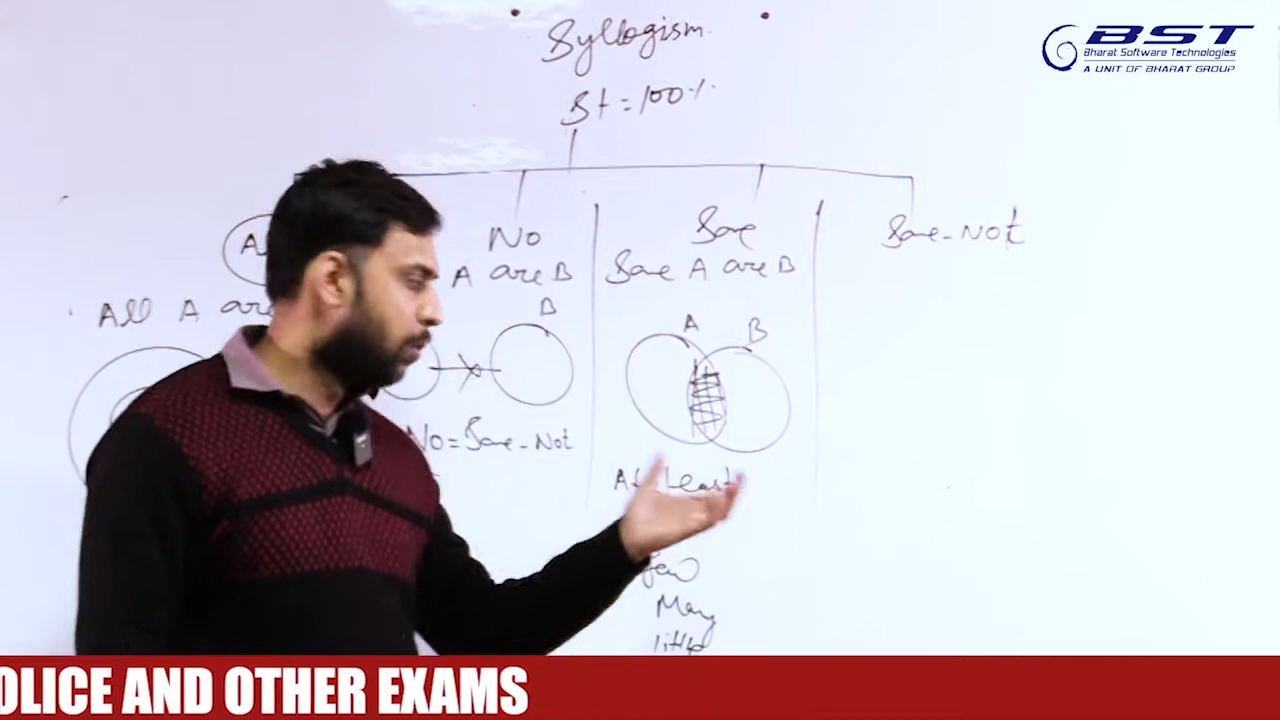 Syllogism.
BST
Bharat Software Technologies
A UNIT OF BHARAT GROUP
St = 100%.
No
A are B
Some
Some A are B
Some-Not
All A are
B
A
B
No = Some-Not
At Least
few
Many
little
OLICE AND OTHER EXAMS